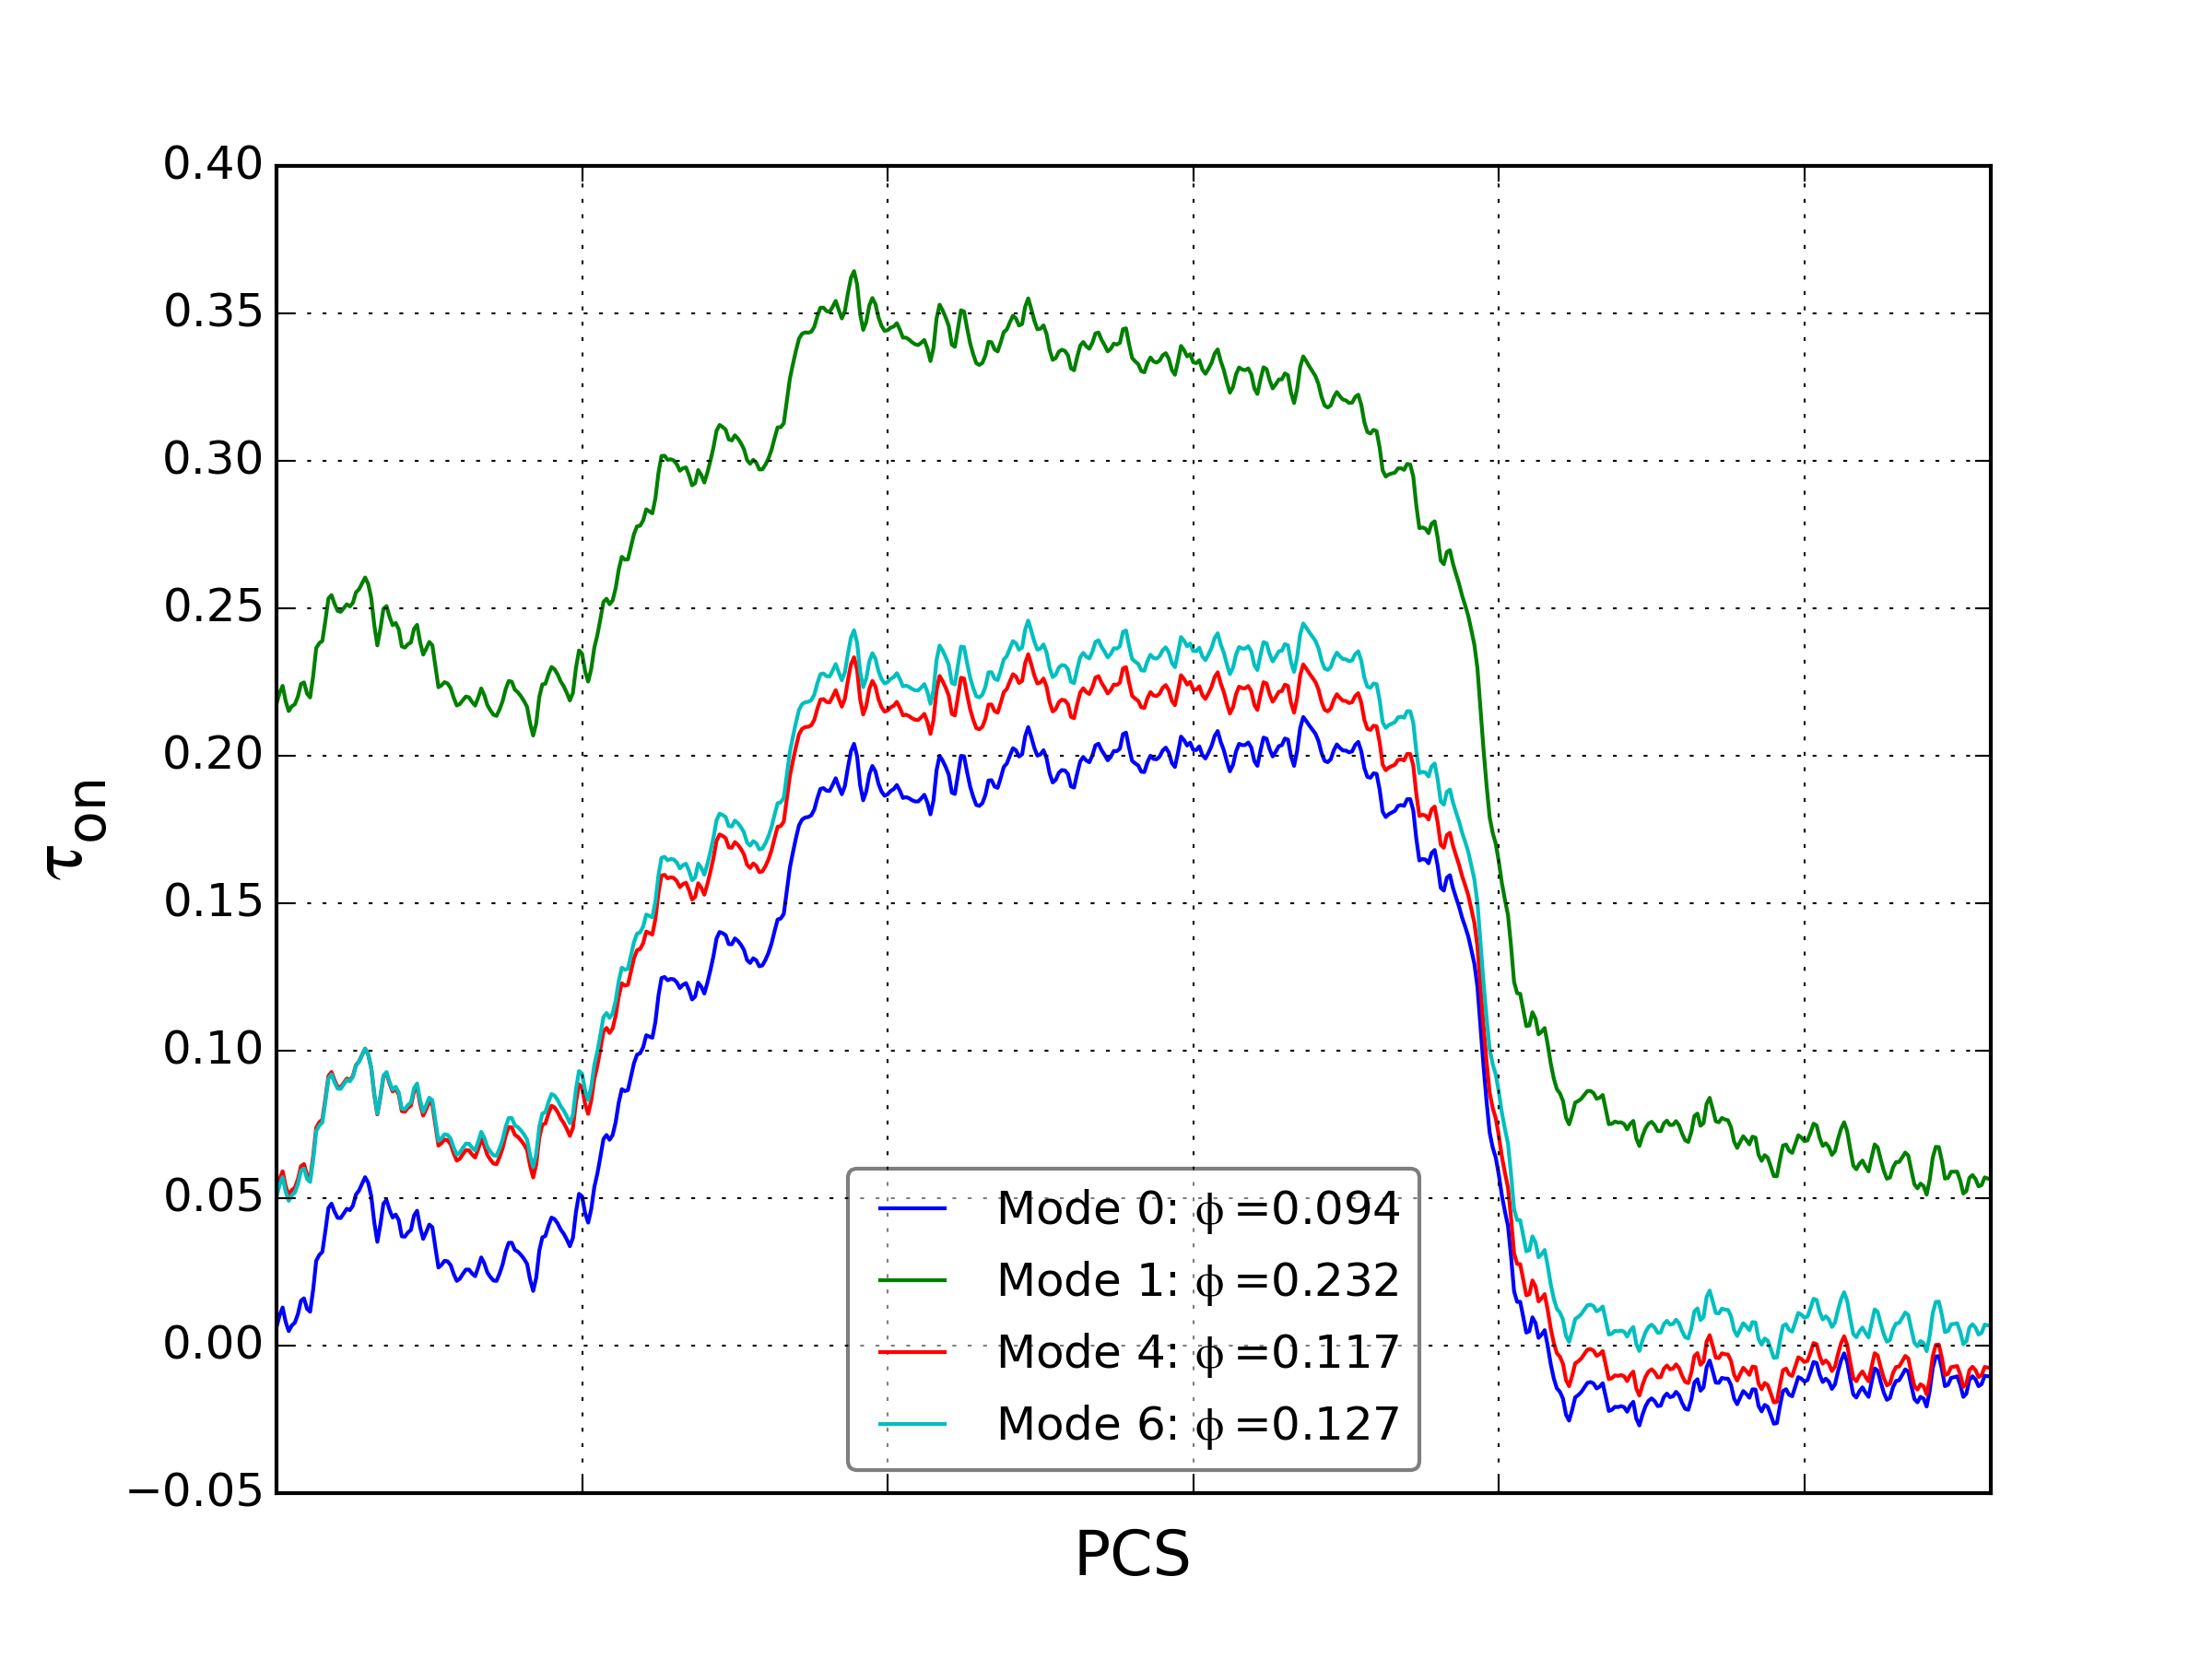 0.40
0.35
0.30
0.25
0.20
0.15
0.10
0.05
0.00
−0.05
τon
PCS
Mode 0: ϕ=0.094
Mode 1: ϕ=0.232
Mode 4: ϕ=0.117
Mode 6: ϕ=0.127